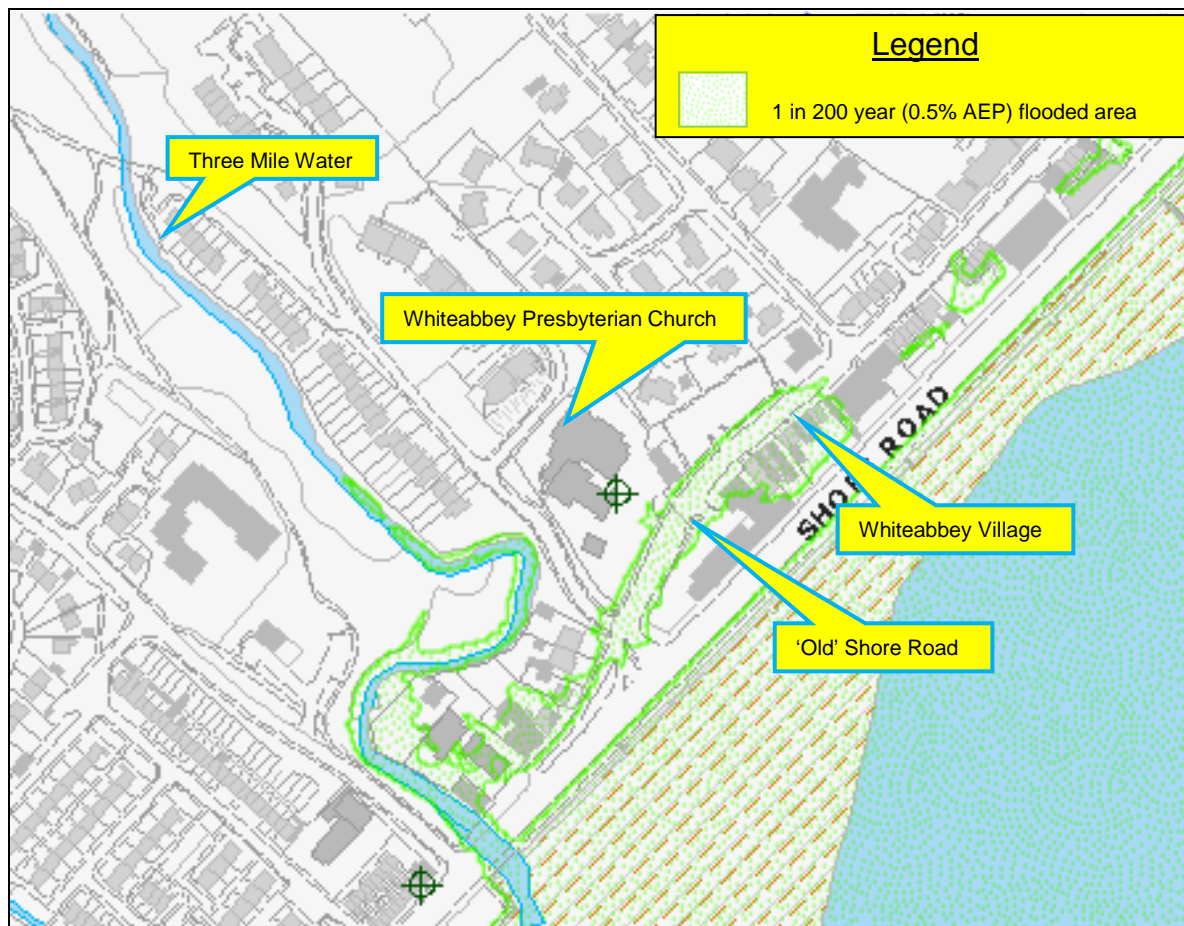 Legend
1 in 200 year (0.5% AEP) flooded area
Three Mile Water
Whiteabbey Presbyterian Church
SHO ROAD
Whiteabbey Village
‘Old’ Shore Road